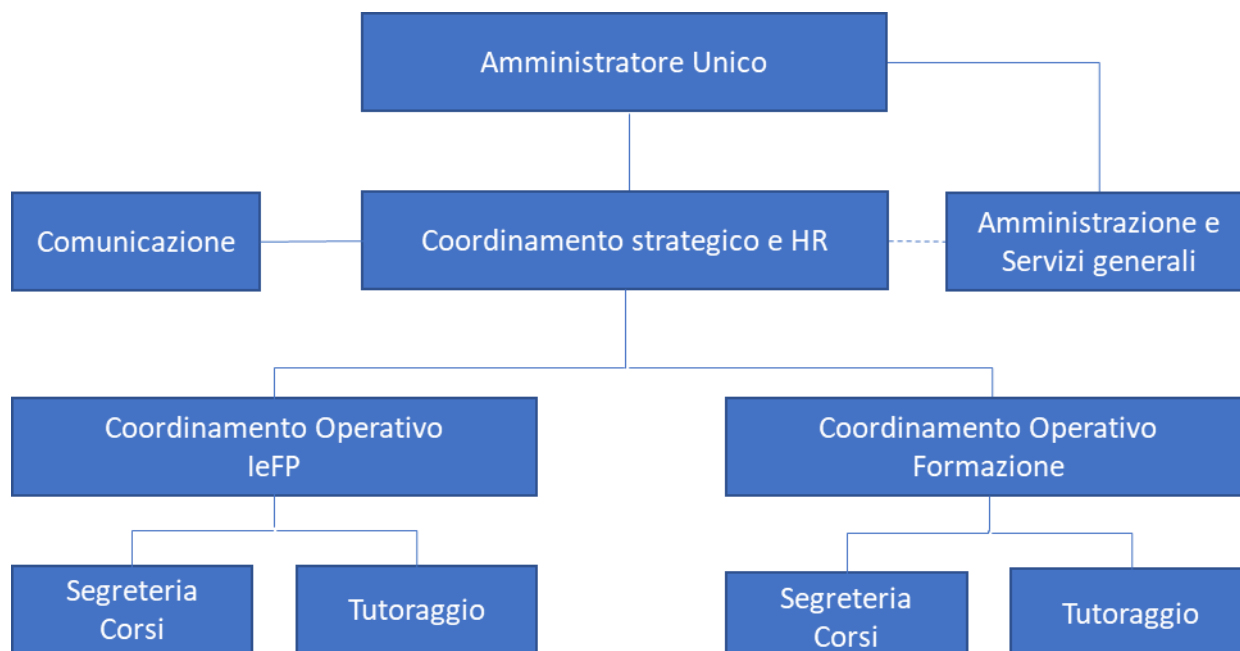 Amministratore Unico
Comunicazione
Coordinamento strategico e HR
Amministrazione e
Servizi generali
Coordinamento Operativo
IeFP
Coordinamento Operativo
Formazione
Segreteria
Corsi
Tutoraggio
Segreteria
Corsi
Tutoraggio